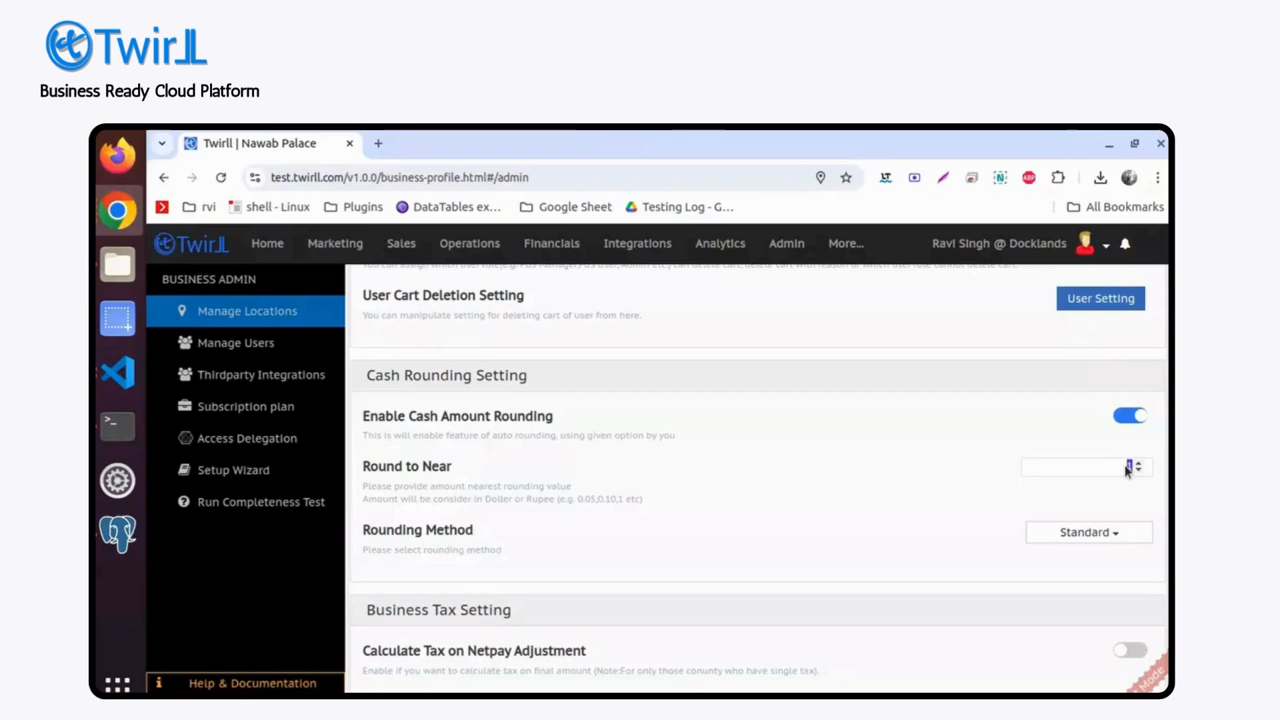 Twirll
Business Ready Cloud Platform
Twirll | Nawab Palace
test.twirll.com/v1.0.0/business-profile.html#/admin
rvi shell - Linux Plugins DataTables ex... Google Sheet Testing Log - G... All Bookmarks
Twirll Home Marketing Sales Operations Financials Integrations Analytics Admin More... Ravi Singh @ Docklands
BUSINESS ADMIN
Manage Locations
Manage Users
Thirdparty Integrations
Subscription plan
Access Delegation
Setup Wizard
Run Completeness Test
Help & Documentation
User Cart Deletion Setting
User Setting
You can manipulate setting for deleting cart of user from here.
Cash Rounding Setting
Enable Cash Amount Rounding
This is will enable feature of auto rounding, using given option by you
Round to Near
Please provide amount nearest rounding value
Amount will be consider in Doller or Rupee (e.g. 0.05,0.10,1 etc)
Rounding Method
Standard
Please select rounding method
Business Tax Setting
Calculate Tax on Netpay Adjustment
Enable if you want to calculate tax on final amount (Note:For only those conunty who have single tax).